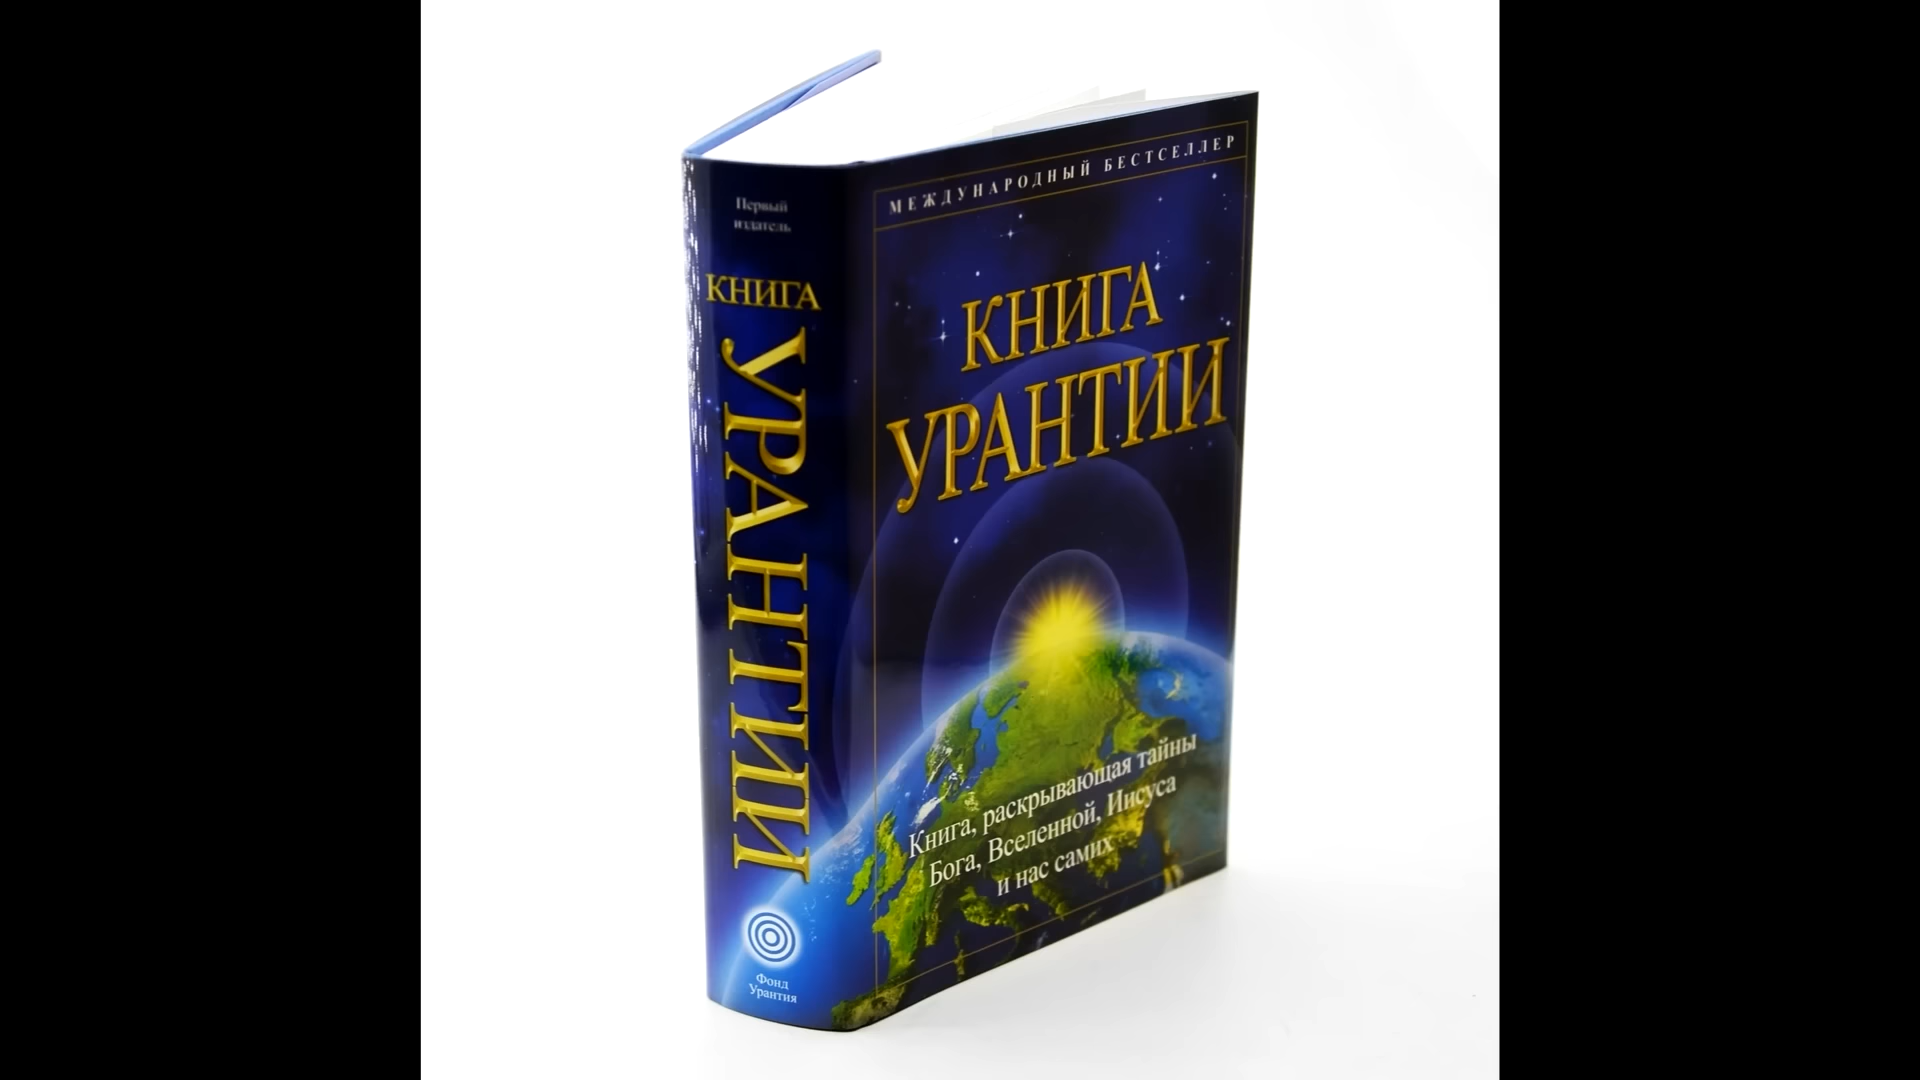 Первый
издатель
КНИГА
УРАНТИИ
Фонд
Урантия
МЕЖДУНАРОДНЫЙ БЕСТСЕЛЛЕР
КНИГА
УРАНТИИ
Книга, раскрывающая тайны
Бога, Вселенной, Иисуса
и нас самих